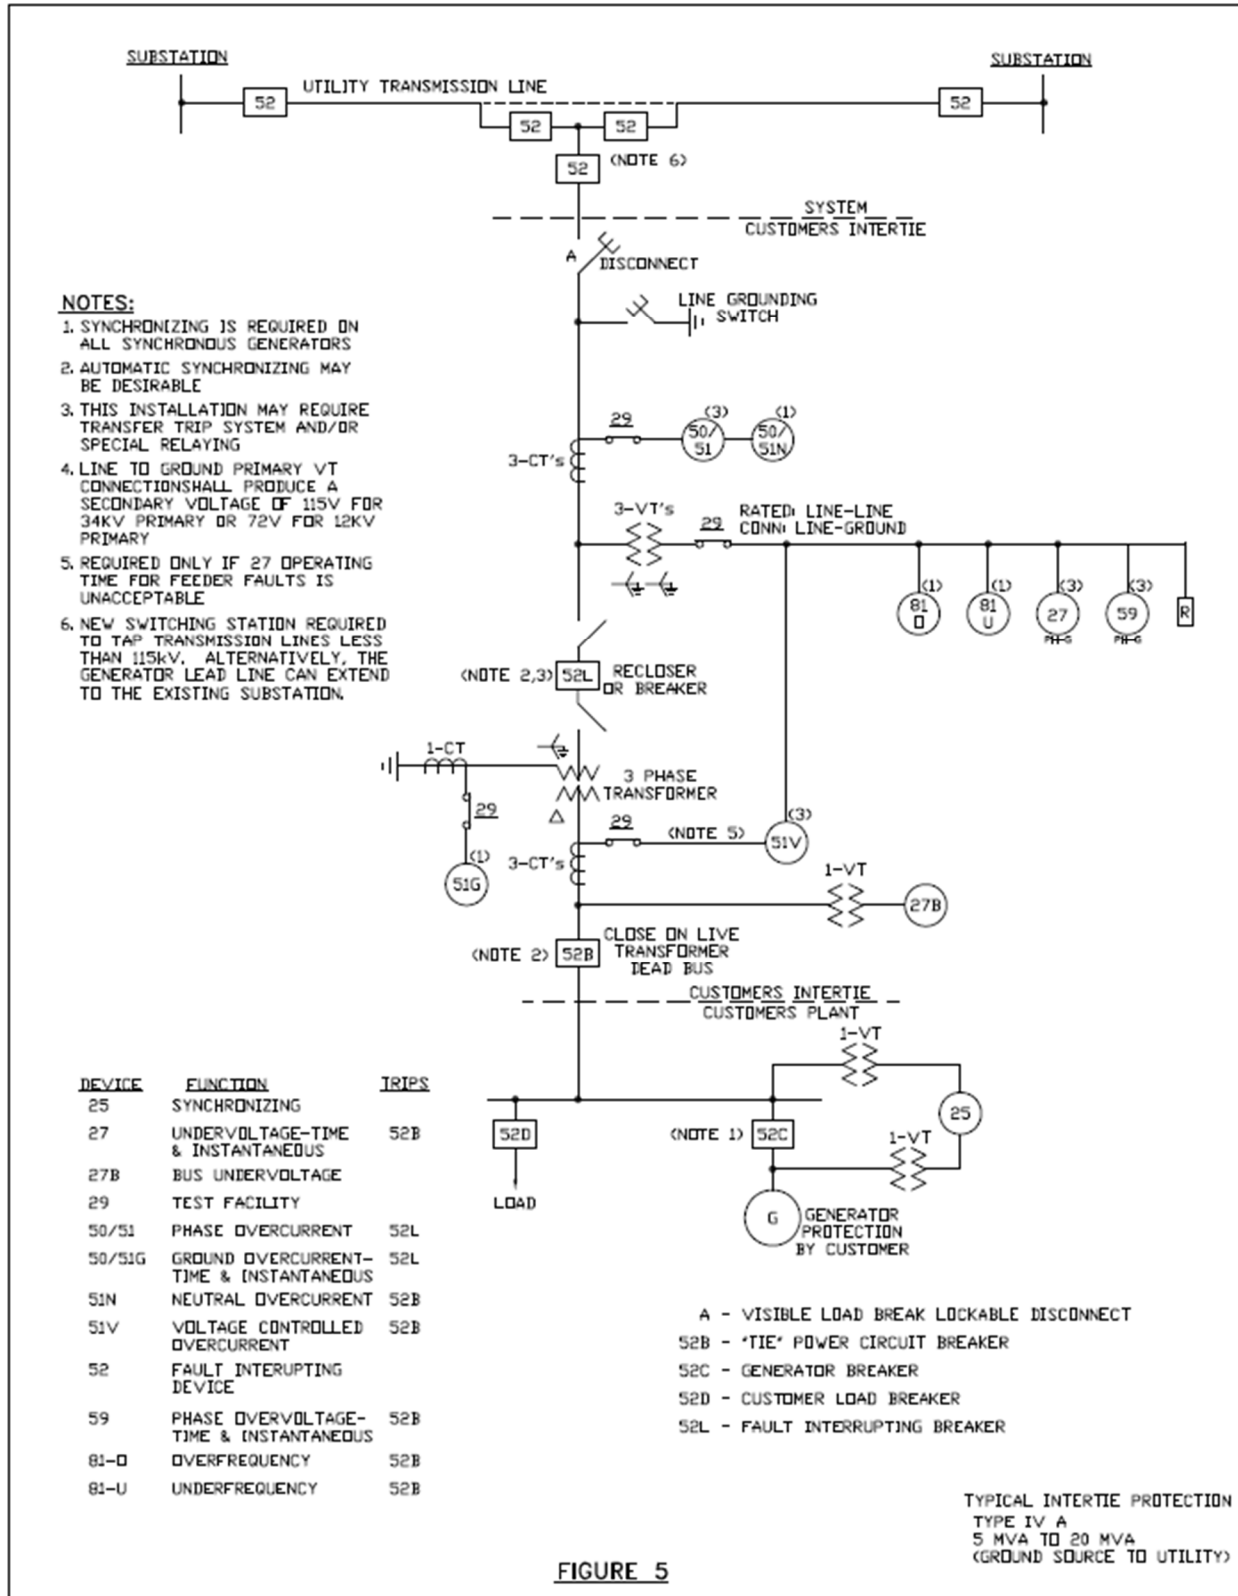 SUBSTATION
SUBSTATION
UTILITY TRANSMISSION LINE
52
52
52
52
52
(NOTE 6)
SYSTEM
CUSTOMERS INTERTIE
A
DISCONNECT
LINE GROUNDING
SWITCH
NOTES:
1. SYNCHRONIZING IS REQUIRED ON
ALL SYNCHRONOUS GENERATORS
2. AUTOMATIC SYNCHRONIZING MAY
BE DESIRABLE
3. THIS INSTALLATION MAY REQUIRE
TRANSFER TRIP SYSTEM AND/OR
SPECIAL RELAYING
4. LINE TO GROUND PRIMARY VT
CONNECTIONSHALL PRODUCE A
SECONDARY VOLTAGE OF 115V FOR
34KV PRIMARY OR 72V FOR 12KV
PRIMARY
5. REQUIRED ONLY IF 27 OPERATING
TIME FOR FEEDER FAULTS IS
UNACCEPTABLE
6. NEW SWITCHING STATION REQUIRED
TO TAP TRANSMISSION LINES LESS
THAN 115kV. ALTERNATIVELY, THE
GENERATOR LEAD LINE CAN EXTEND
TO THE EXISTING SUBSTATION.
29
(3)
50/
51
(1)
50/
51N
3-CT's
3-VT's
29
RATED: LINE-LINE
CONN: LINE-GROUND
(1)
81
O
(1)
81
U
(3)
27
PH-G
(3)
59
PH-G
R
(NOTE 2,3)
52L
RECLOSER
OR BREAKER
1-CT
3 PHASE
TRANSFORMER
29
(1)
51G
29
(NOTE 5)
(3)
51V
3-CT's
1-VT
27B
(NOTE 2)
52B
CLOSE ON LIVE
TRANSFORMER
DEAD BUS
CUSTOMERS INTERTIE
CUSTOMERS PLANT
1-VT
25
52D
(NOTE 1)
52C
1-VT
LOAD
G
GENERATOR
PROTECTION
BY CUSTOMER
DEVICE FUNCTION TRIPS
25 SYNCHRONIZING
27 UNDERVOLTAGE-TIME 52B
& INSTANTANEOUS
27B BUS UNDERVOLTAGE
29 TEST FACILITY
50/51 PHASE OVERCURRENT 52L
50/51G GROUND OVERCURRENT- 52L
TIME & INSTANTANEOUS
51N NEUTRAL OVERCURRENT 52B
51V VOLTAGE CONTROLLED 52B
OVERCURRENT
52 FAULT INTERUPTING
DEVICE
59 PHASE OVERVOLTAGE- 52B
TIME & INSTANTANEOUS
81-O OVERFREQUENCY 52B
81-U UNDERFREQUENCY 52B
A - VISIBLE LOAD BREAK LOCKABLE DISCONNECT
52B - "TIE" POWER CIRCUIT BREAKER
52C - GENERATOR BREAKER
52D - CUSTOMER LOAD BREAKER
52L - FAULT INTERRUPTING BREAKER
TYPICAL INTERTIE PROTECTION
TYPE IV A
5 MVA TO 20 MVA
(GROUND SOURCE TO UTILITY)
FIGURE 5